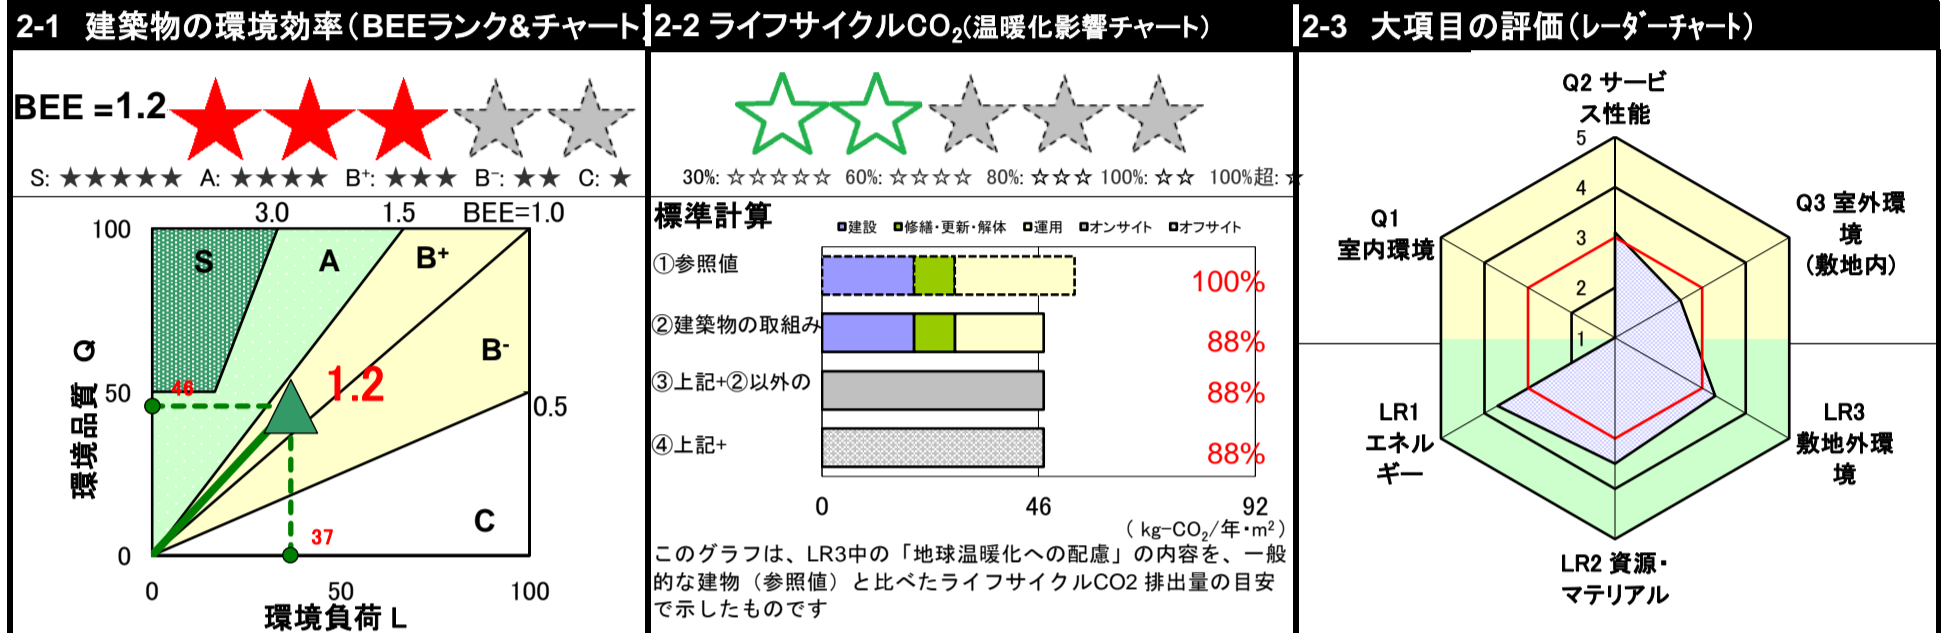 2-1 建築物の環境効率(BEEランク&チャート)
BEE =1.2
S: ★★★★★ A: ★★★★ B⁺: ★★★ B⁻: ★★ C: ★
3.0 1.5 BEE=1.0
100
S A B⁺
B⁻
C
1.2
46
50
0.5
37
0
0 50 100
環境品質 Q
環境負荷 L
2-2 ライフサイクルCO₂(温暖化影響チャート)
30%: ☆☆☆☆☆ 60%: ☆☆☆☆ 80%: ☆☆☆ 100%: ☆☆ 100%超: ☆
標準計算
建設 修繕・更新・解体 運用 オンサイト オフサイト
①参照値 100%
②建築物の取組み 88%
③上記+②以外の 88%
④上記+ 88%
0 46 92
( kg-CO₂/年・m² )
このグラフは、LR3中の「地球温暖化への配慮」の内容を、一般
的な建物(参照値)と比べたライフサイクルCO2 排出量の目安
で示したものです
2-3 大項目の評価(レーダーチャート)
Q2 サービ
ス性能
5
4
3
2
1
Q3 室外環
境
(敷地内)
Q1
室内環境
LR1
エネル
ギー
LR3
敷地外環
境
LR2 資源・
マテリアル